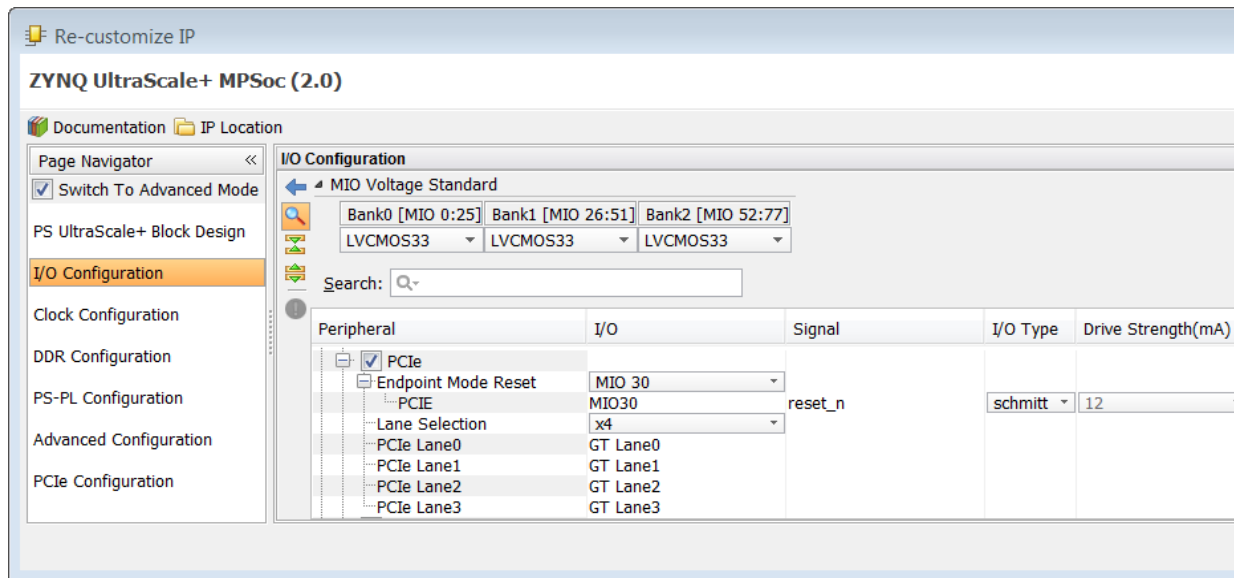 Re-customize IP
ZYNQ UltraScale+ MPSoc (2.0)
Documentation IP Location
Page Navigator «
Switch To Advanced Mode
PS UltraScale+ Block Design
I/O Configuration
Clock Configuration
DDR Configuration
PS-PL Configuration
Advanced Configuration
PCIe Configuration
I/O Configuration
MIO Voltage Standard
Bank0 [MIO 0:25] Bank1 [MIO 26:51] Bank2 [MIO 52:77]
LVCMOS33 LVCMOS33 LVCMOS33
Search:
Peripheral I/O Signal I/O Type Drive Strength(mA)
PCIe
Endpoint Mode Reset MIO 30
PCIE MIO30 reset_n schmitt 12
Lane Selection x4
PCIe Lane0 GT Lane0
PCIe Lane1 GT Lane1
PCIe Lane2 GT Lane2
PCIe Lane3 GT Lane3